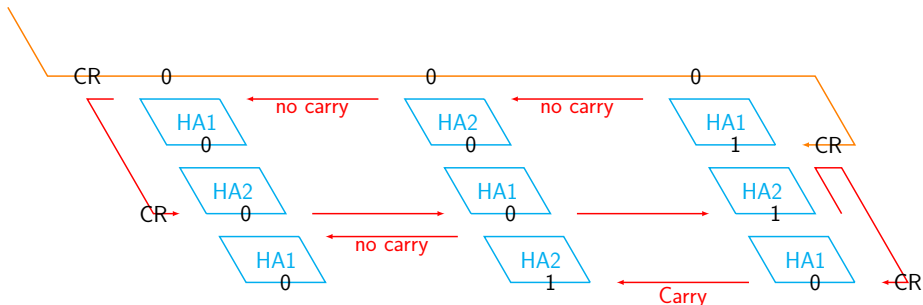 CR 0 0 0
no carry no carry
HA1 HA2 HA1
0 0 1 CR
HA2 HA1 HA2
CR 0 0 1
no carry
HA1 HA2 HA1
0 1 0 CR
Carry